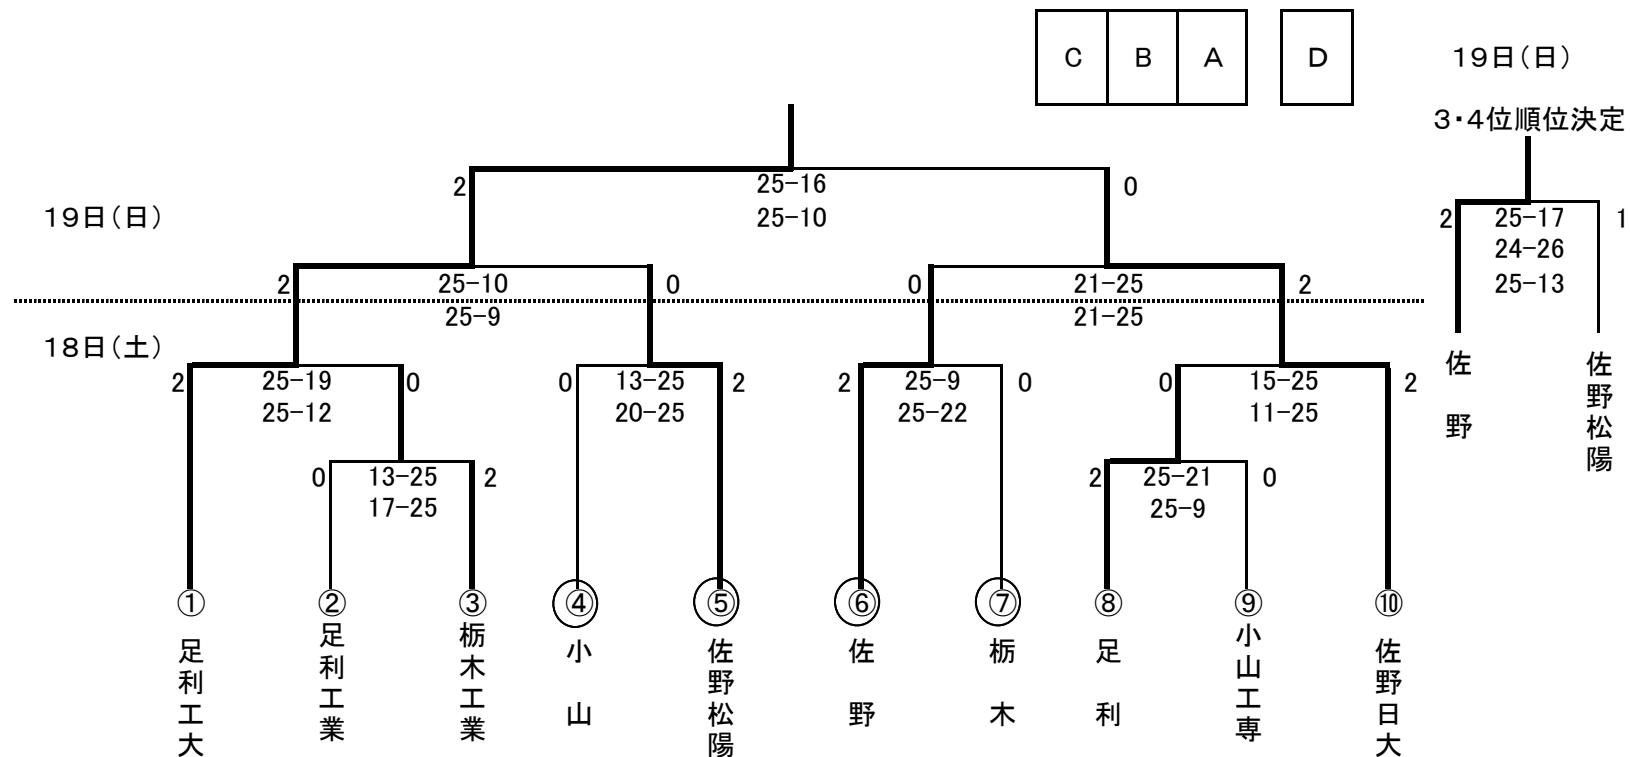 C B A D
19日(日)
3・4位順位決定
2 25-16 0
25-10
19日(日)
2 25-17 1
24-26
25-13
2 25-10 0
25-9
0 21-25 2
21-25
18日(土)
佐野
佐野松陽
2 25-19 0
25-12
0 13-25 2
20-25
2 25-9 0
25-22
0 15-25 2
11-25
0 13-25 2
17-25
2 25-21 0
25-9
① ② ③ ④ ⑤ ⑥ ⑦ ⑧ ⑨ ⑩
足利工大
足利工業
栃木工業
小山
佐野松陽
佐野
栃木
足利
小山工専
佐野日大